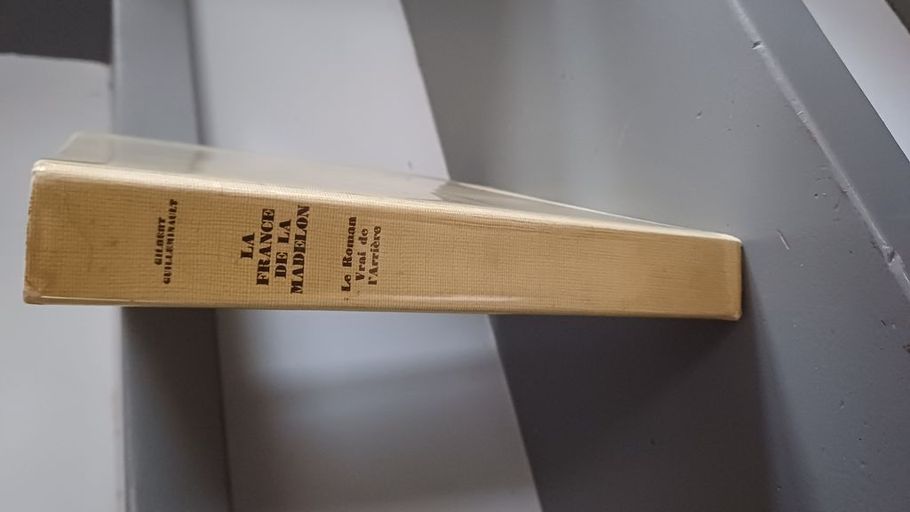 GILBERT
GUILLEMINAULT
LA
FRANCE
DE LA
MADELON
Le Roman
Vrai de
l'Arrière